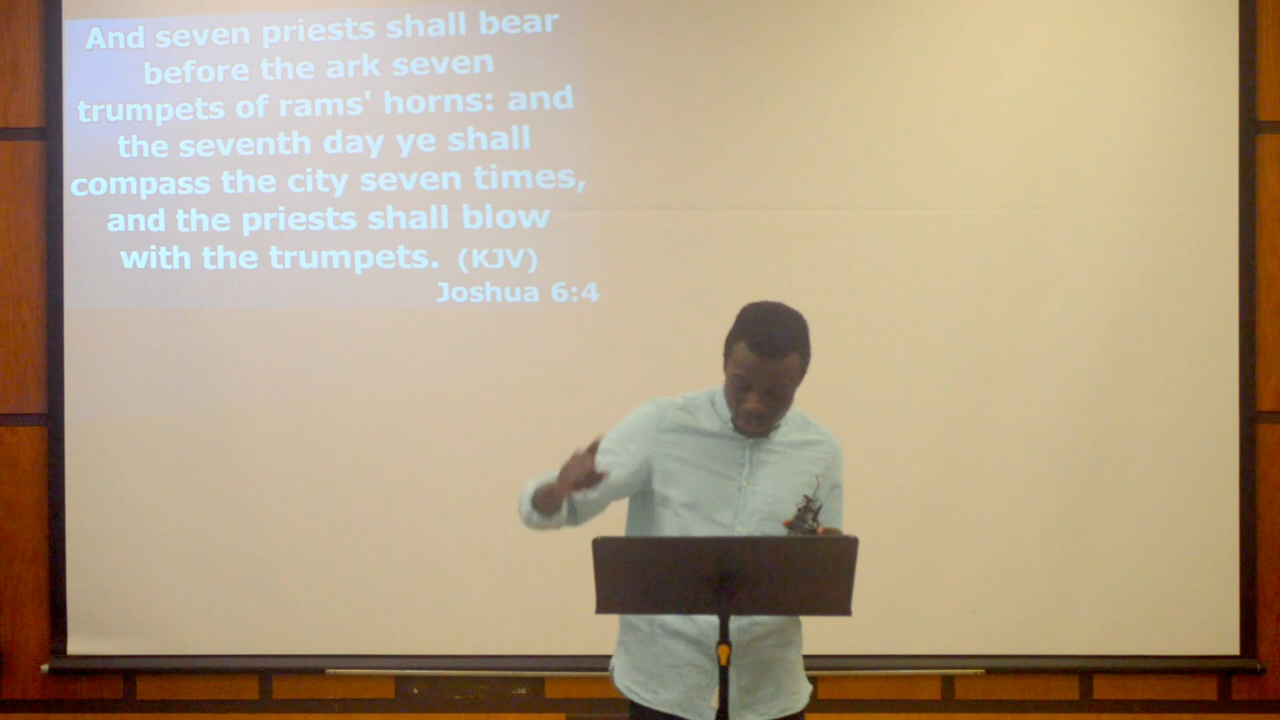 And seven priests shall bear
before the ark seven
trumpets of rams' horns: and
the seventh day ye shall
compass the city seven times,
and the priests shall blow
with the trumpets. (KJV)
Joshua 6:4